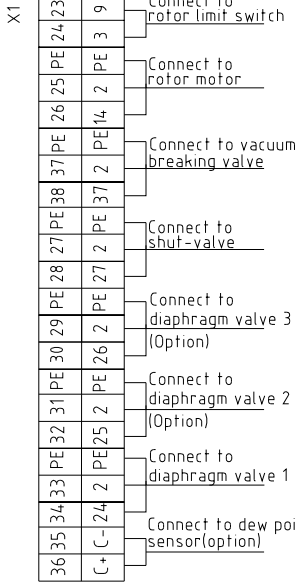 X1
23 9 Connect to
rotor limit switch
24 3
PE PE Connect to
rotor motor
25 2
26 14
PE PE Connect to vacuum
breaking valve
37 2
38 37
PE PE Connect to
shut-valve
27 2
28 27
PE PE Connect to
diaphragm valve 3
29 2
(Option)
30 26
PE PE Connect to
diaphragm valve 2
31 2
(Option)
32 25
PE PE Connect to
diaphragm valve 1
33 2
34 24
35 C- Connect to dew poi
sensor(option)
36 C+